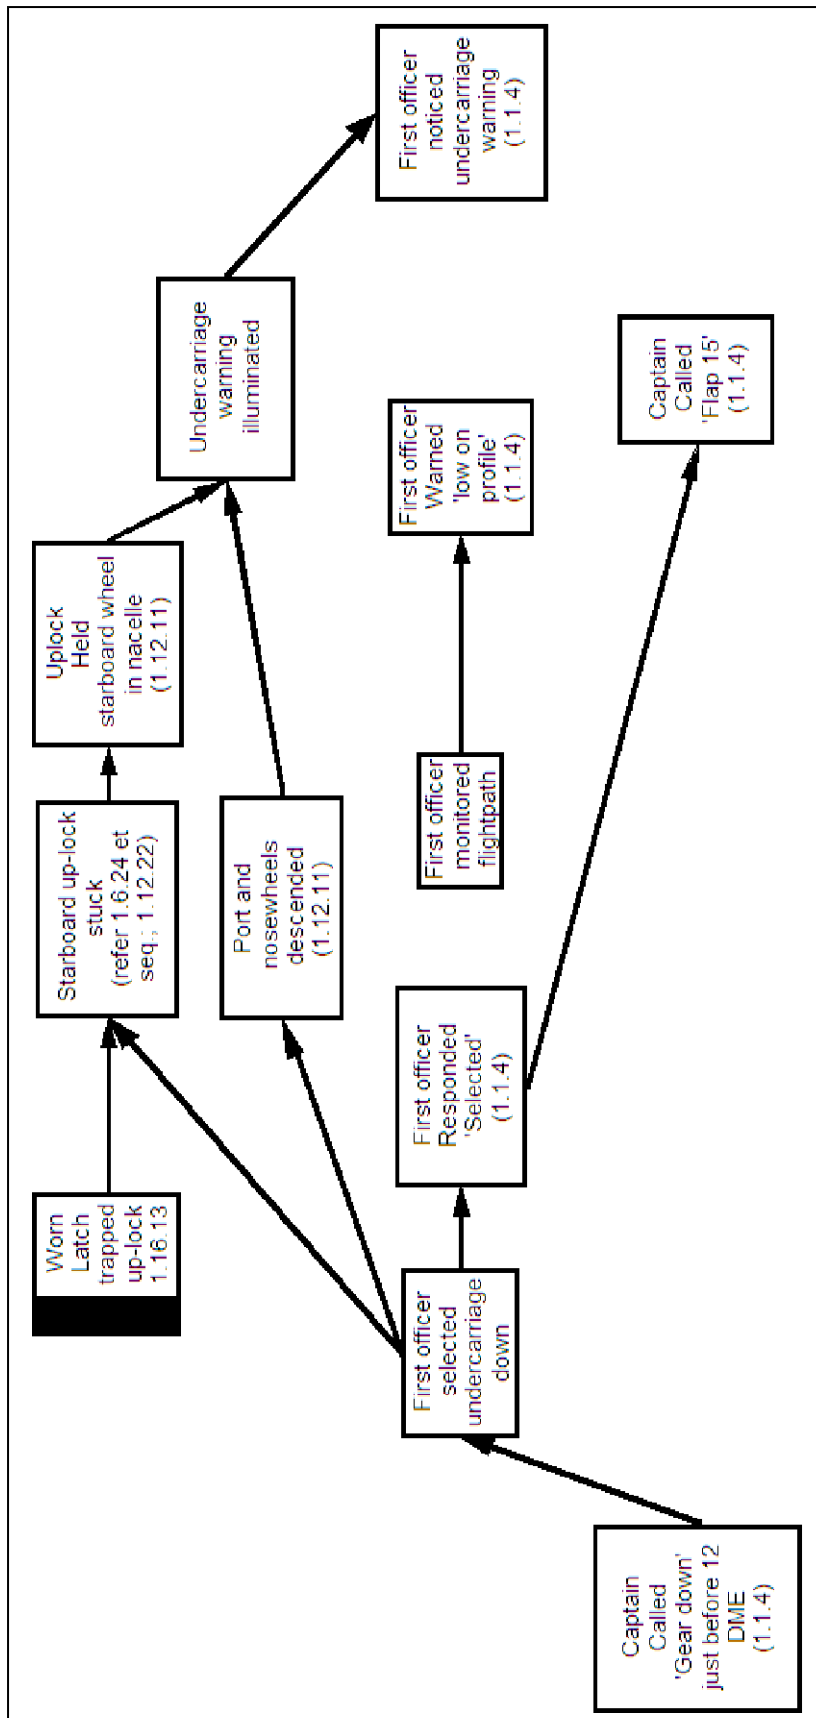 Worn
Latch
trapped
up-lock
1.16.13
Starboard up-lock
stuck
(refer 1.6.24 et
seq.; 1.12.22)
Uplock
Held
starboard wheel
in nacelle
(1.12.11)
Undercarriage
warning
illuminated
First officer
noticed
undercarriage
warning
(1.1.4)
Port and
nosewheels
descended
(1.12.11)
First officer
selected
undercarriage
down
First officer
Responded
'Selected'
(1.1.4)
First officer
monitored
flightpath
First officer
Warned
'low on
profile'
(1.1.4)
Captain
Called
'Gear down'
just before 12
DME
(1.1.4)
Captain
Called
'Flap 15'
(1.1.4)